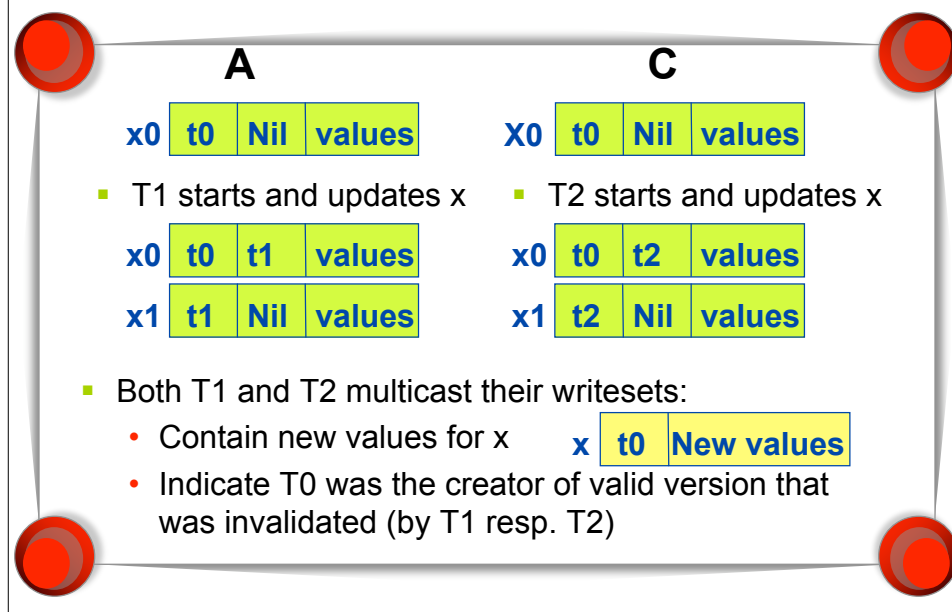 A
x0 t0 Nil values
▪ T1 starts and updates x
x0 t0 t1 values
x1 t1 Nil values
C
X0 t0 Nil values
▪ T2 starts and updates x
x0 t0 t2 values
x1 t2 Nil values
▪ Both T1 and T2 multicast their writesets:
• Contain new values for x
x t0 New values
• Indicate T0 was the creator of valid version that
was invalidated (by T1 resp. T2)